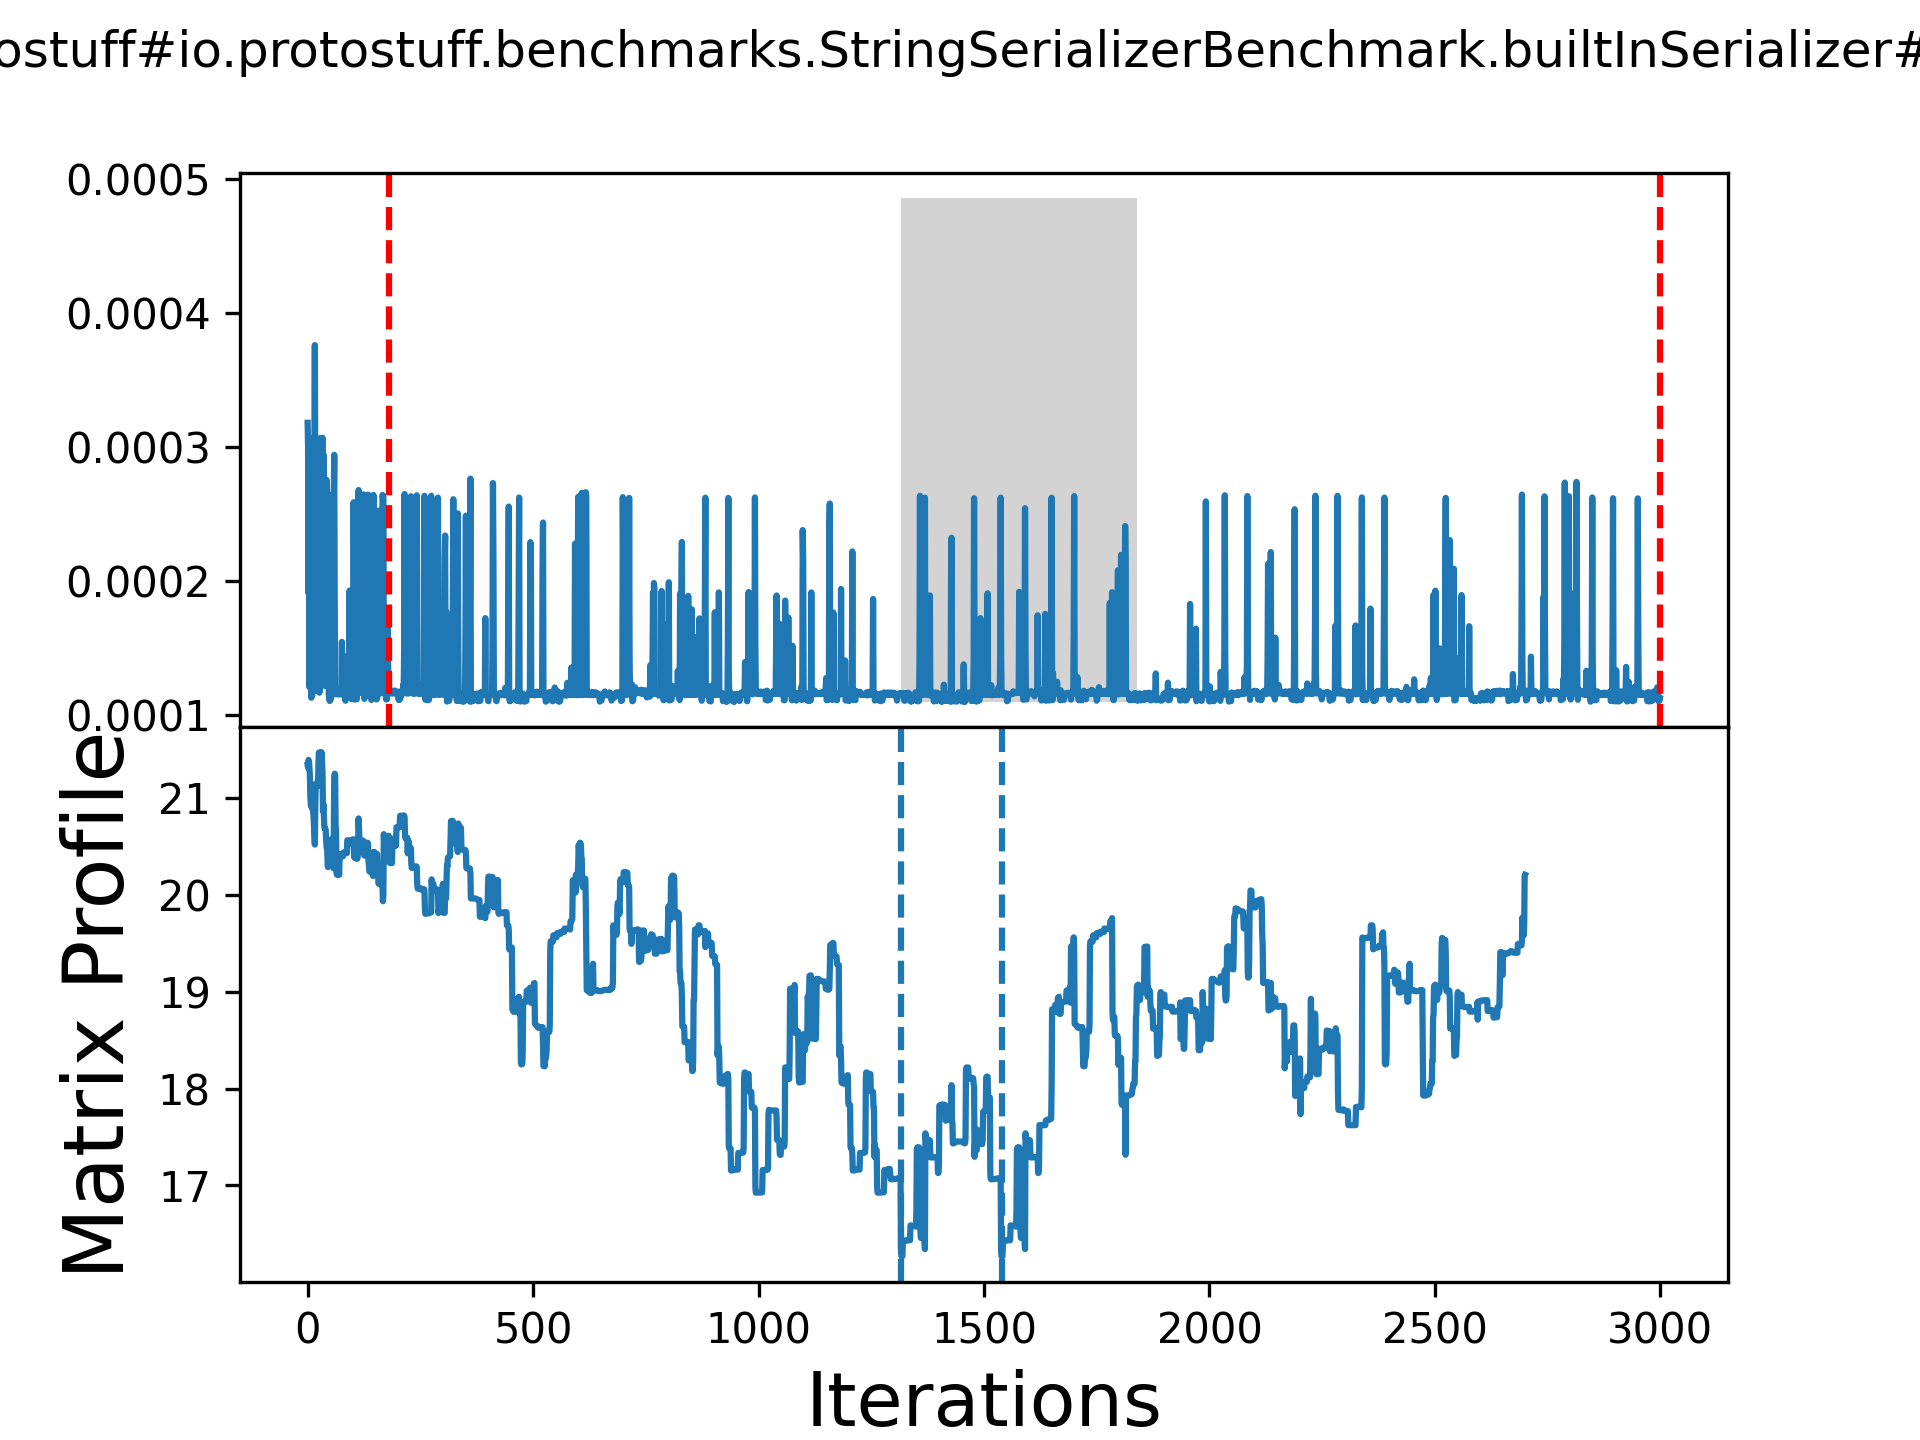 ostuff#io.protostuff.benchmarks.StringSerializerBenchmark.builtInSerializer#
0.0005
0.0004
0.0003
0.0002
0.0001
Matrix Profile
21
20
19
18
17
0 500 1000 1500 2000 2500 3000
Iterations